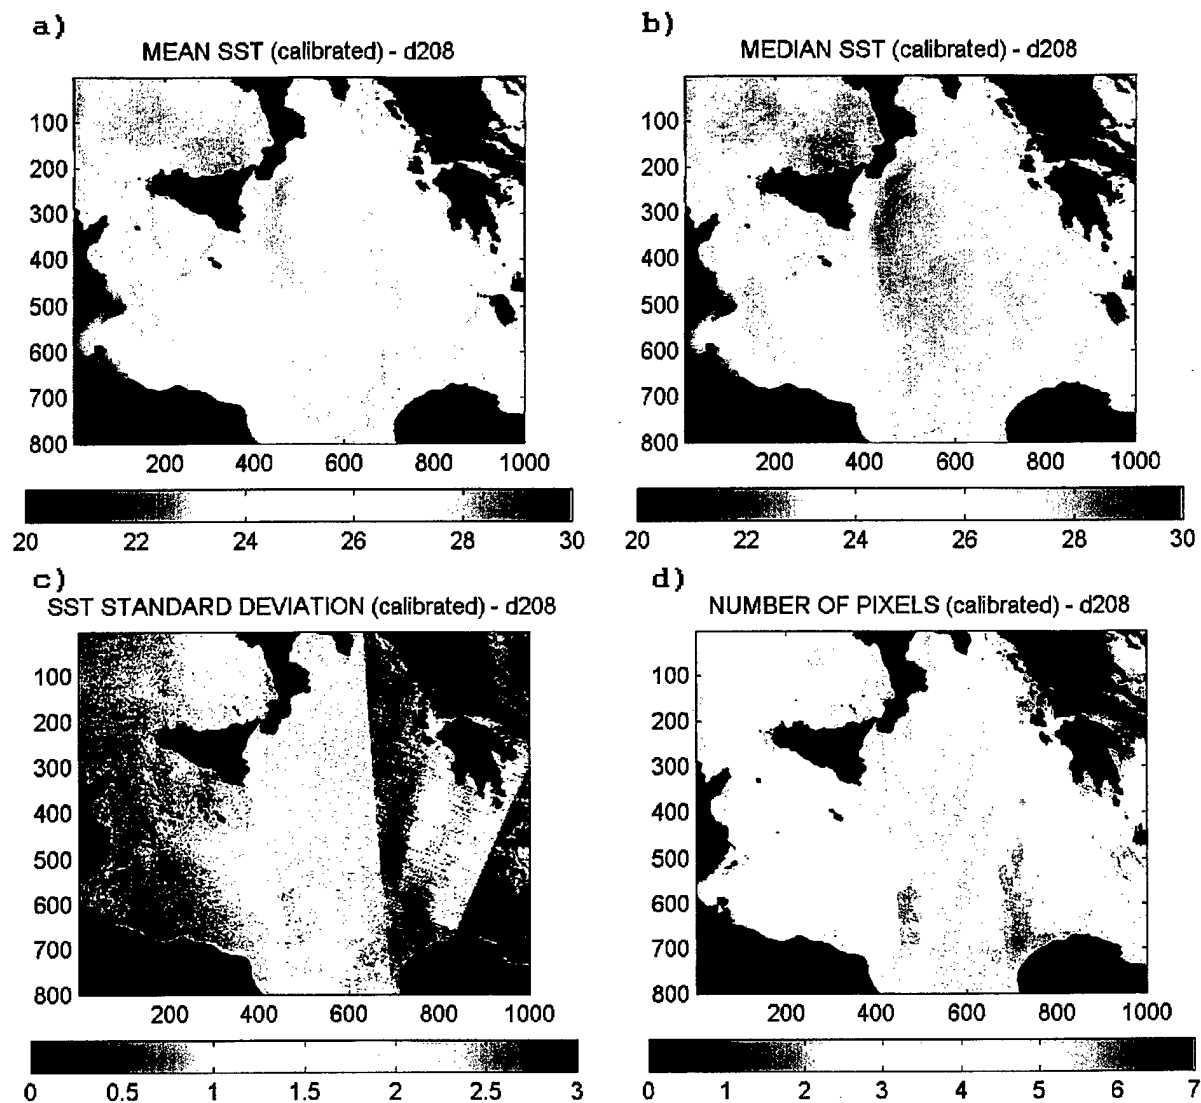 a)
MEAN SST (calibrated) - d208
100
200
300
400
500
600
700
800
200 400 600 800 1000
20 22 24 26 28 30
b)
MEDIAN SST (calibrated) - d208
100
200
300
400
500
600
700
800
200 400 600 800 1000
20 22 24 26 28 30
c)
SST STANDARD DEVIATION (calibrated) - d208
100
200
300
400
500
600
700
800
200 400 600 800 1000
0 0.5 1 1.5 2 2.5 3
d)
NUMBER OF PIXELS (calibrated) - d208
100
200
300
400
500
600
700
800
200 400 600 800 1000
0 1 2 3 4 5 6 7